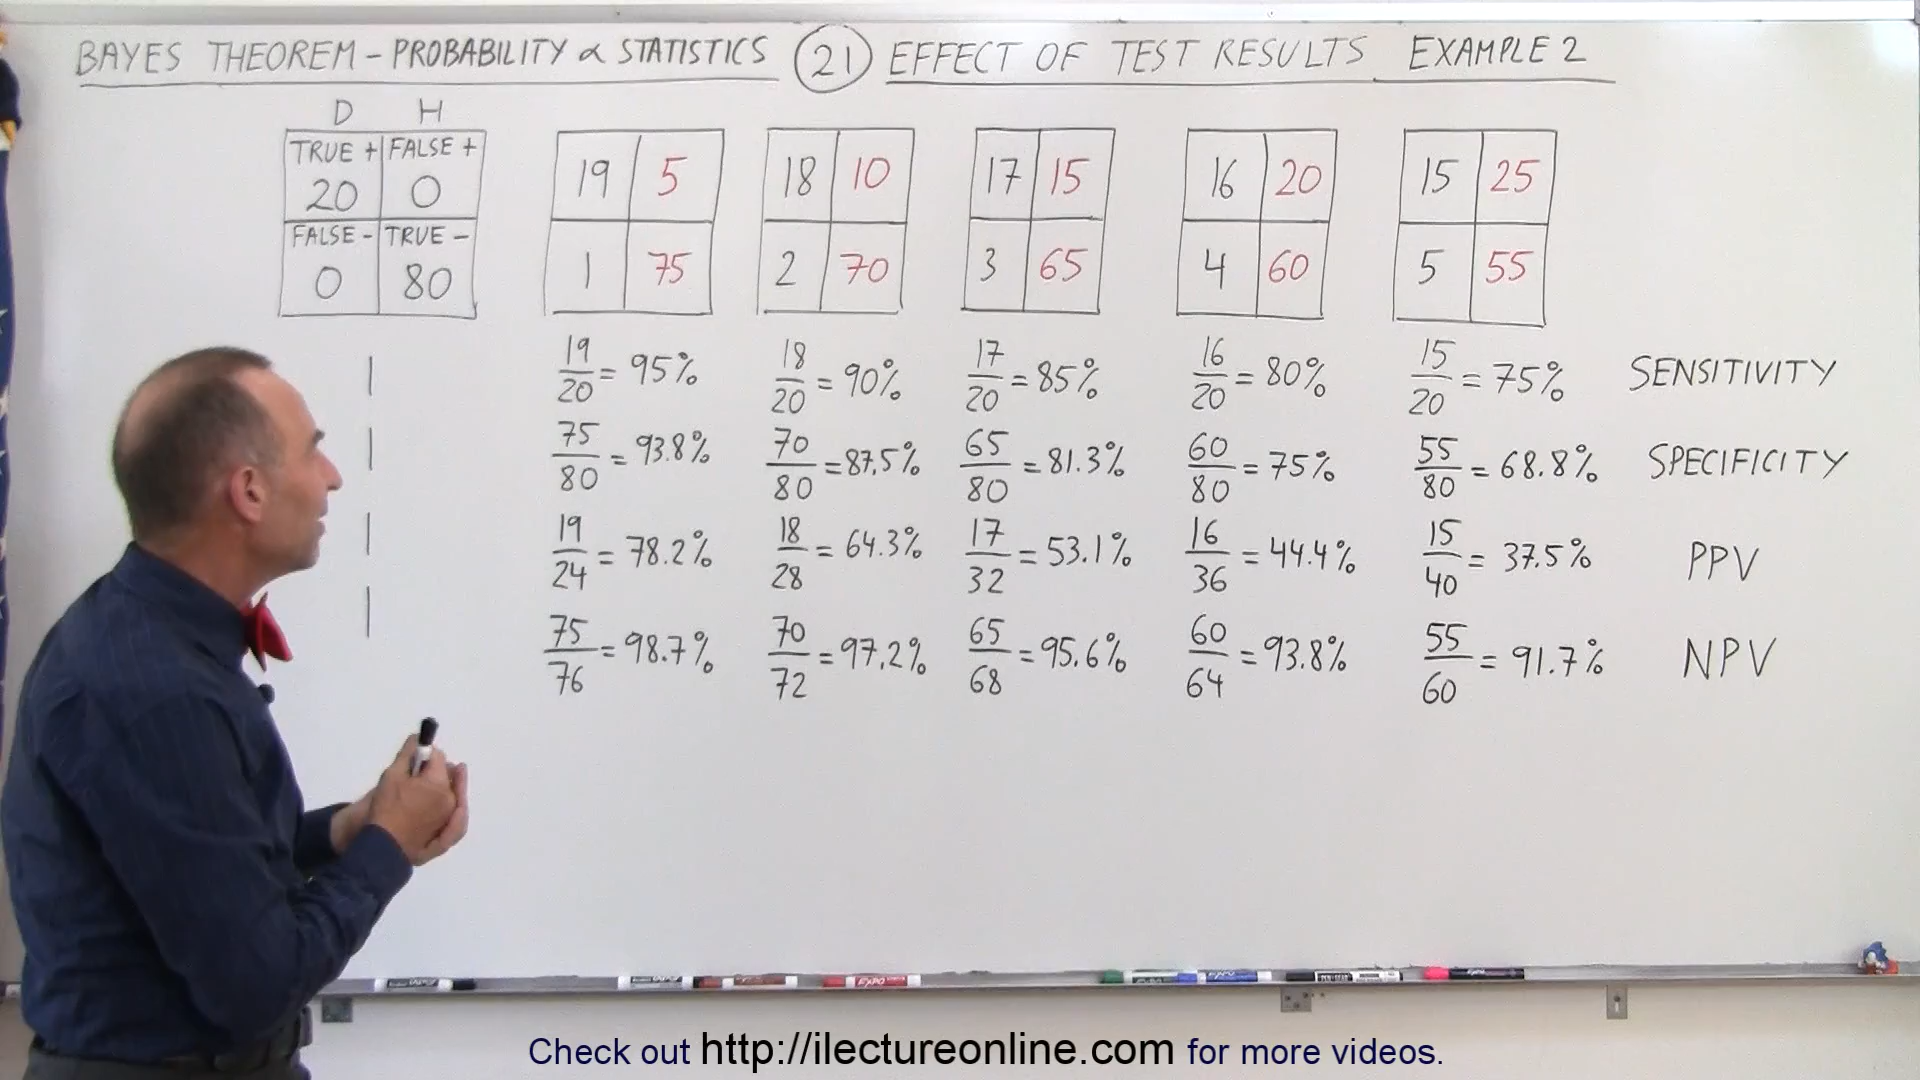 BAYES THEOREM - PROBABILITY & STATISTICS (21) EFFECT OF TEST RESULTS EXAMPLE 2
D H
TRUE + FALSE +
20 0
FALSE - TRUE -
0 80
19 5
1 75
18 10
2 70
17 15
3 65
16 20
4 60
15 25
5 55
1 19/20 = 95% 18/20 = 90% 17/20 = 85% 16/20 = 80% 15/20 = 75% SENSITIVITY
1 75/80 = 93.8% 70/80 = 87.5% 65/80 = 81.3% 60/80 = 75% 55/80 = 68.8% SPECIFICITY
1 19/24 = 78.2% 18/28 = 64.3% 17/32 = 53.1% 16/36 = 44.4% 15/40 = 37.5% PPV
1 75/76 = 98.7% 70/72 = 97.2% 65/68 = 95.6% 60/64 = 93.8% 55/60 = 91.7% NPV
EXPO
Check out http://ilectureonline.com for more videos.